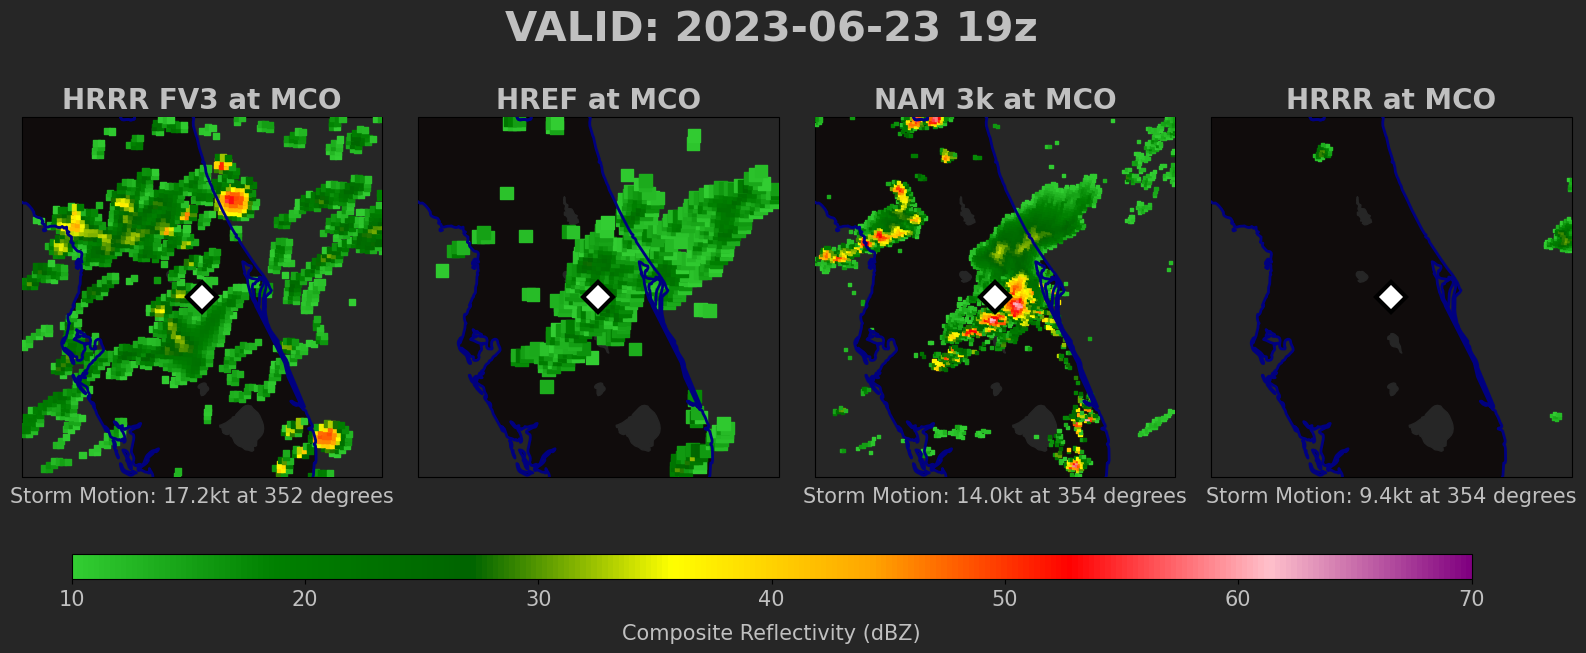 VALID: 2023-06-23 19z
HRRR FV3 at MCO
HREF at MCO
NAM 3k at MCO
HRRR at MCO
Storm Motion: 17.2kt at 352 degrees
Storm Motion: 14.0kt at 354 degrees
Storm Motion: 9.4kt at 354 degrees
10 20 30 40 50 60 70
Composite Reflectivity (dBZ)